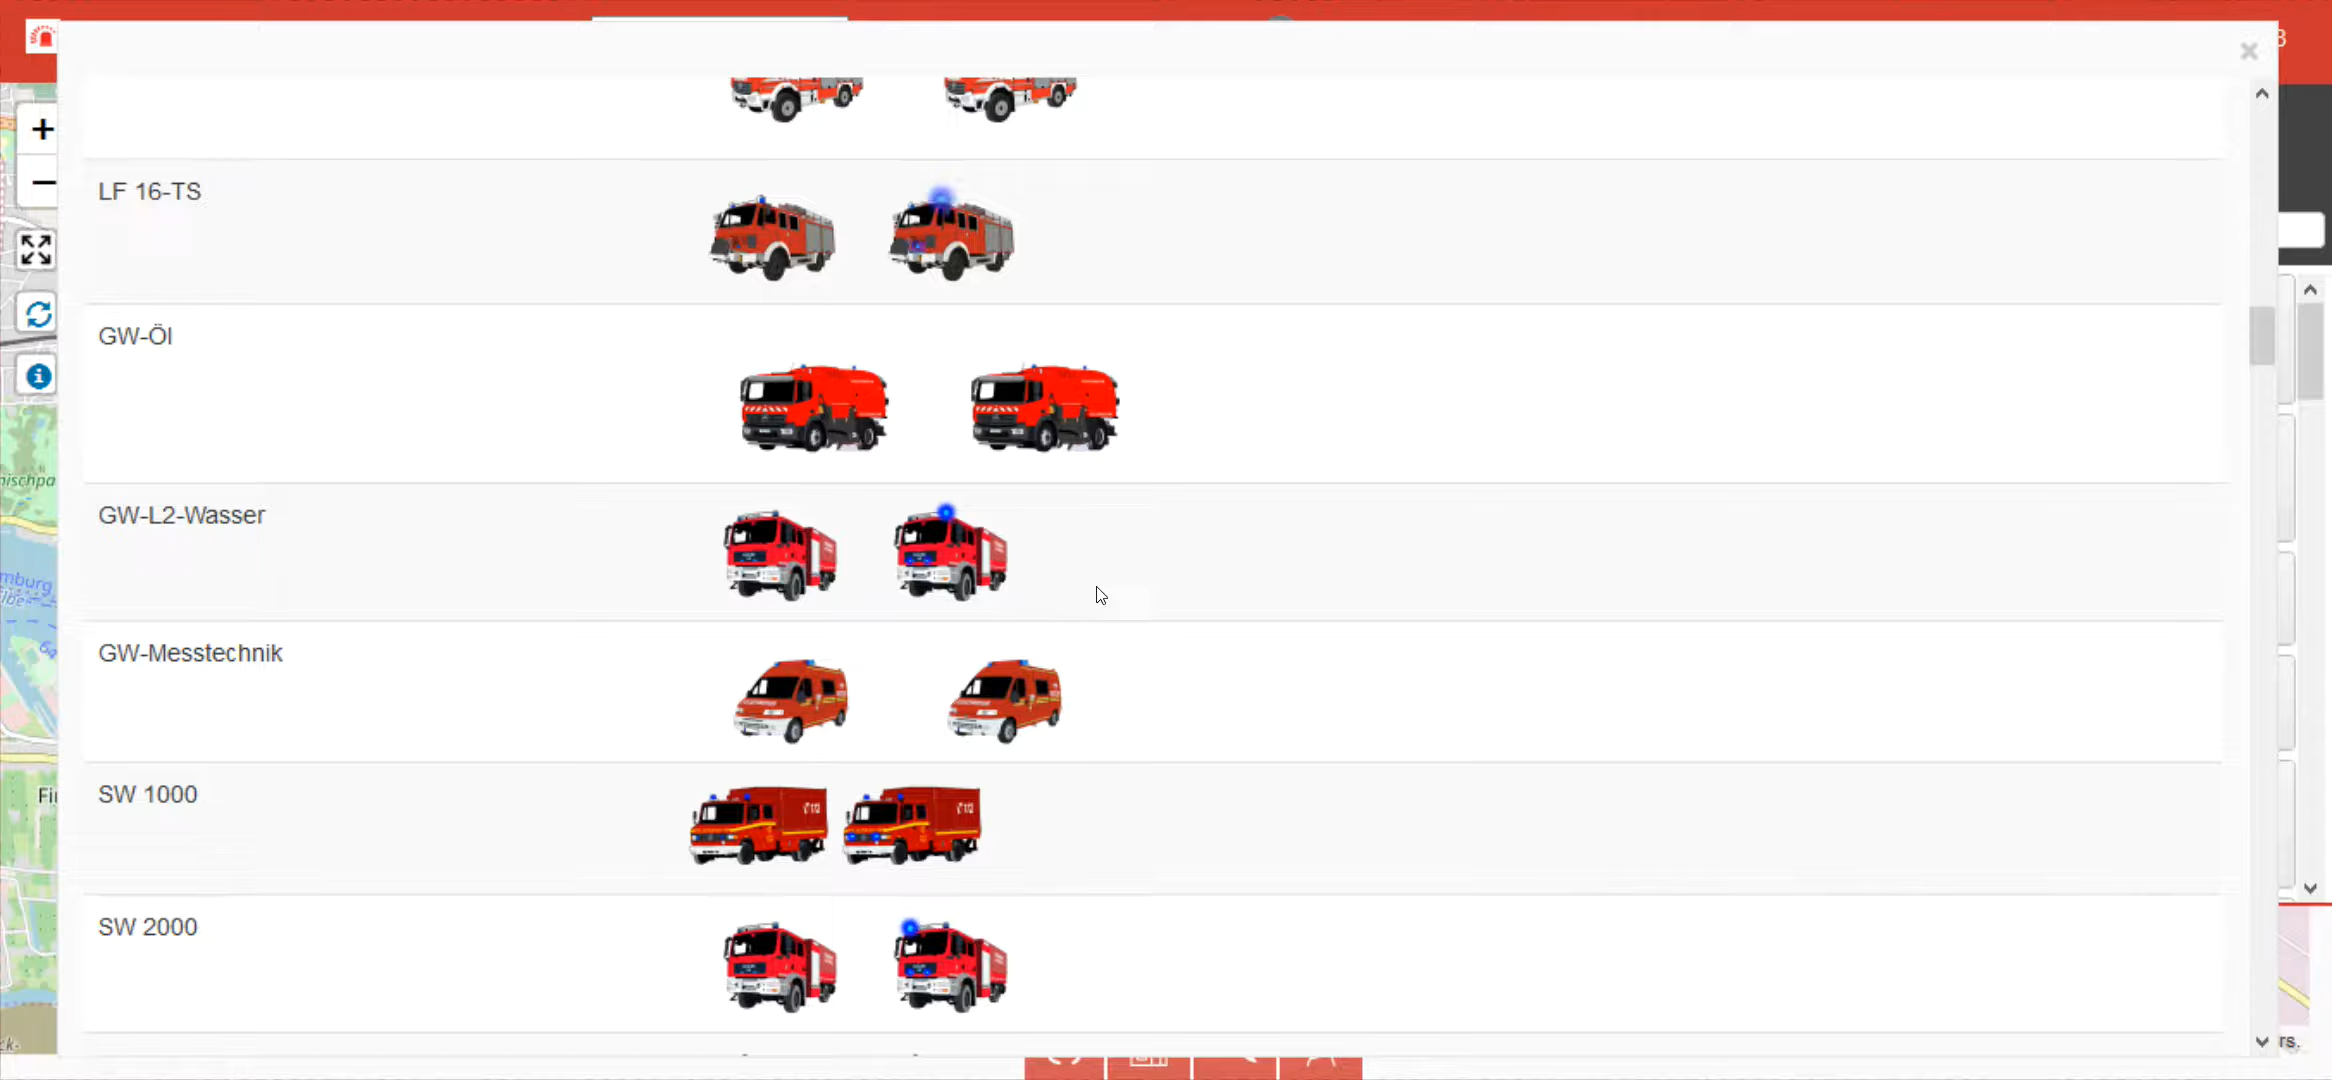 LF 16-TS
GW-Öl
GW-L2-Wasser
GW-Messtechnik
SW 1000
SW 2000